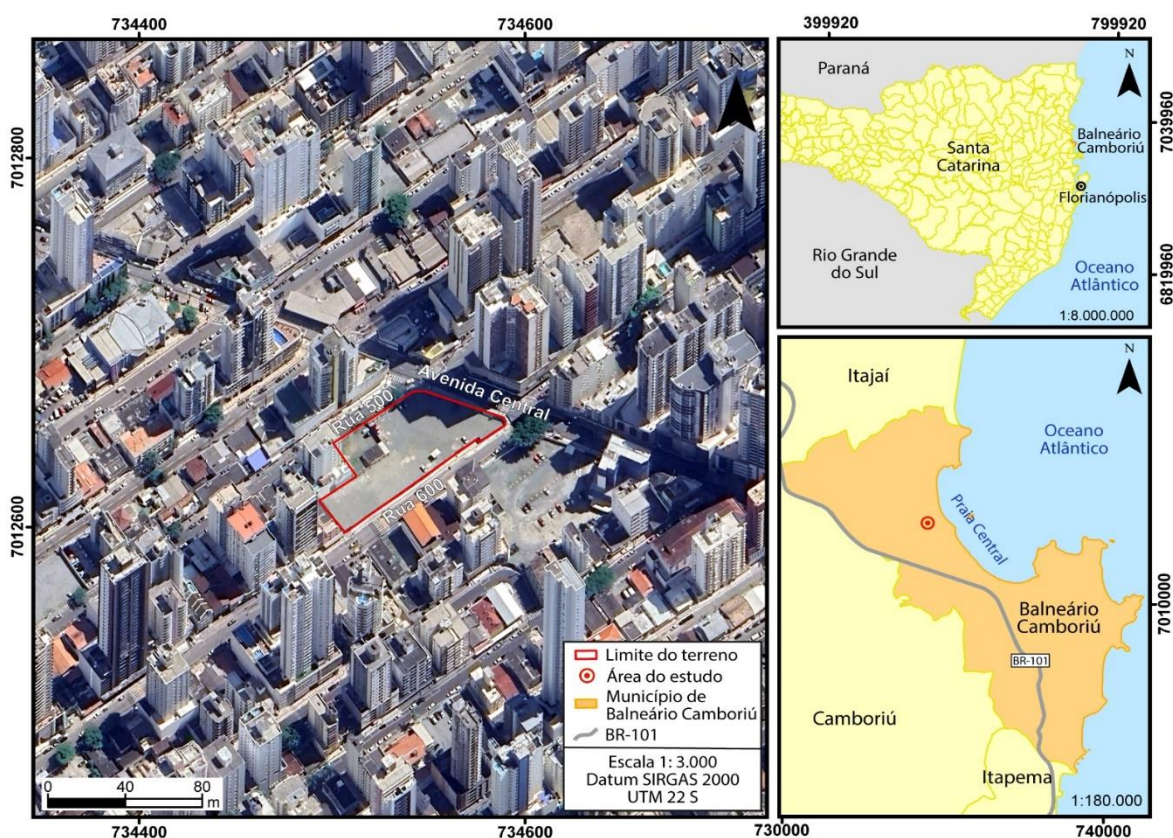 734400
734600
7012800
7012600
N
Avenida Central
Rua 500
Rua 600
Limite do terreno
Área do estudo
Município de
Balneário Camboriú
BR-101
Escala 1: 3.000
Datum SIRGAS 2000
UTM 22 S
0 40 80
m
734400
734600
399920
799920
Paraná
N
Santa
Catarina
Balneário
Camboriú
Florianópolis
Rio Grande
do Sul
Oceano
Atlântico
1:8.000.000
7039960
6819960
Itajaí
N
Oceano
Atlântico
Praia Central
Balneário
Camboriú
BR-101
Camboriú
Itapema
1:180.000
7010000
730000
740000